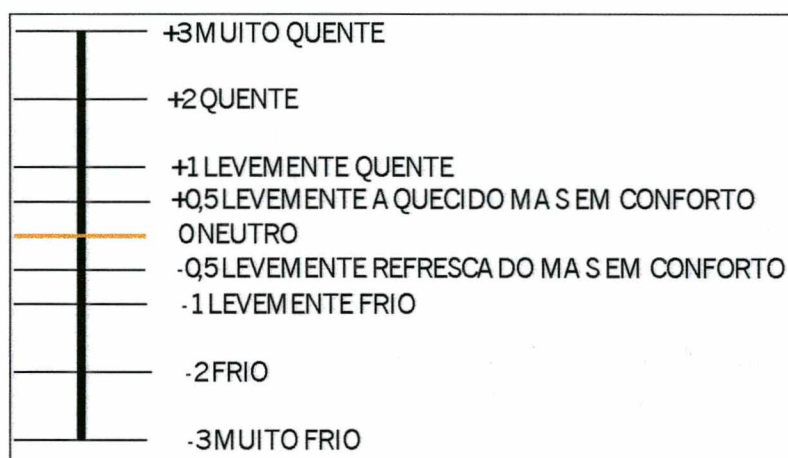 +3 MUITO QUENTE
+2 QUENTE
+1 LEVEMENTE QUENTE
+0,5 LEVEMENTE AQUECIDO MAS EM CONFORTO
0 NEUTRO
-0,5 LEVEMENTE REFRESCADO MAS EM CONFORTO
-1 LEVEMENTE FRIO
-2 FRIO
-3 MUITO FRIO